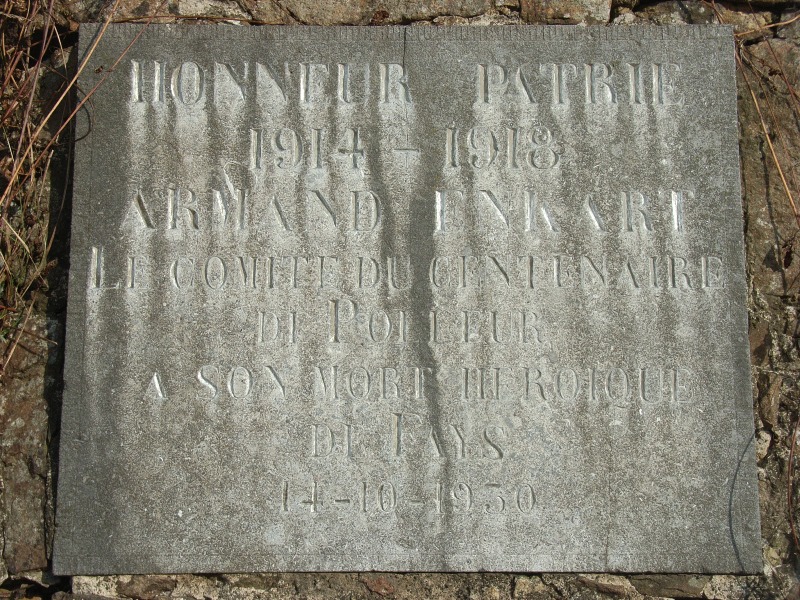 HONNEUR PATRIE
1914 - 1918
ARMAND ENKART
LE COMITE DU CENTENAIRE
DE POLLEUR
A SON MORT HEROIQUE
DE FAYS
14-10-1930